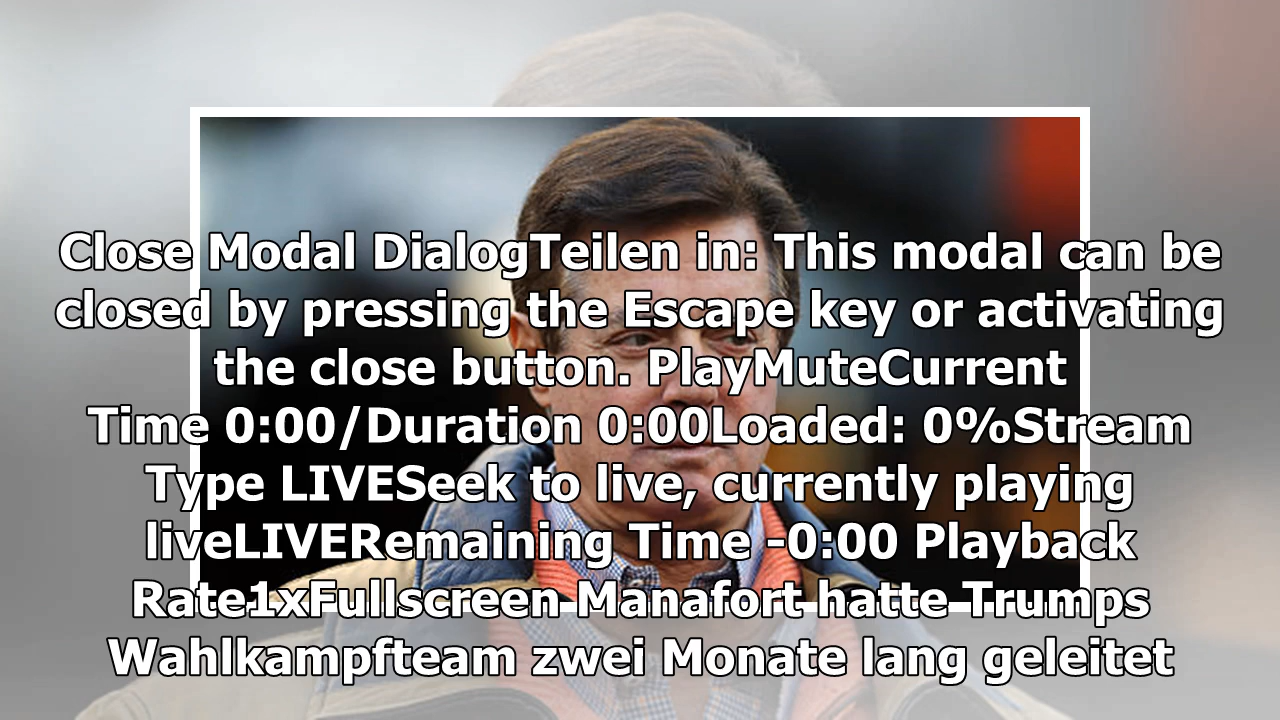 Close Modal DialogTeilen in: This modal can be
closed by pressing the Escape key or activating
the close button. PlayMuteCurrent
Time 0:00/Duration 0:00Loaded: 0%Stream
Type LIVESeek to live, currently playing
liveLIVERemaining Time -0:00 Playback
Rate1xFullscreen Manafort hatte Trumps
Wahlkampfteam zwei Monate lang geleitet